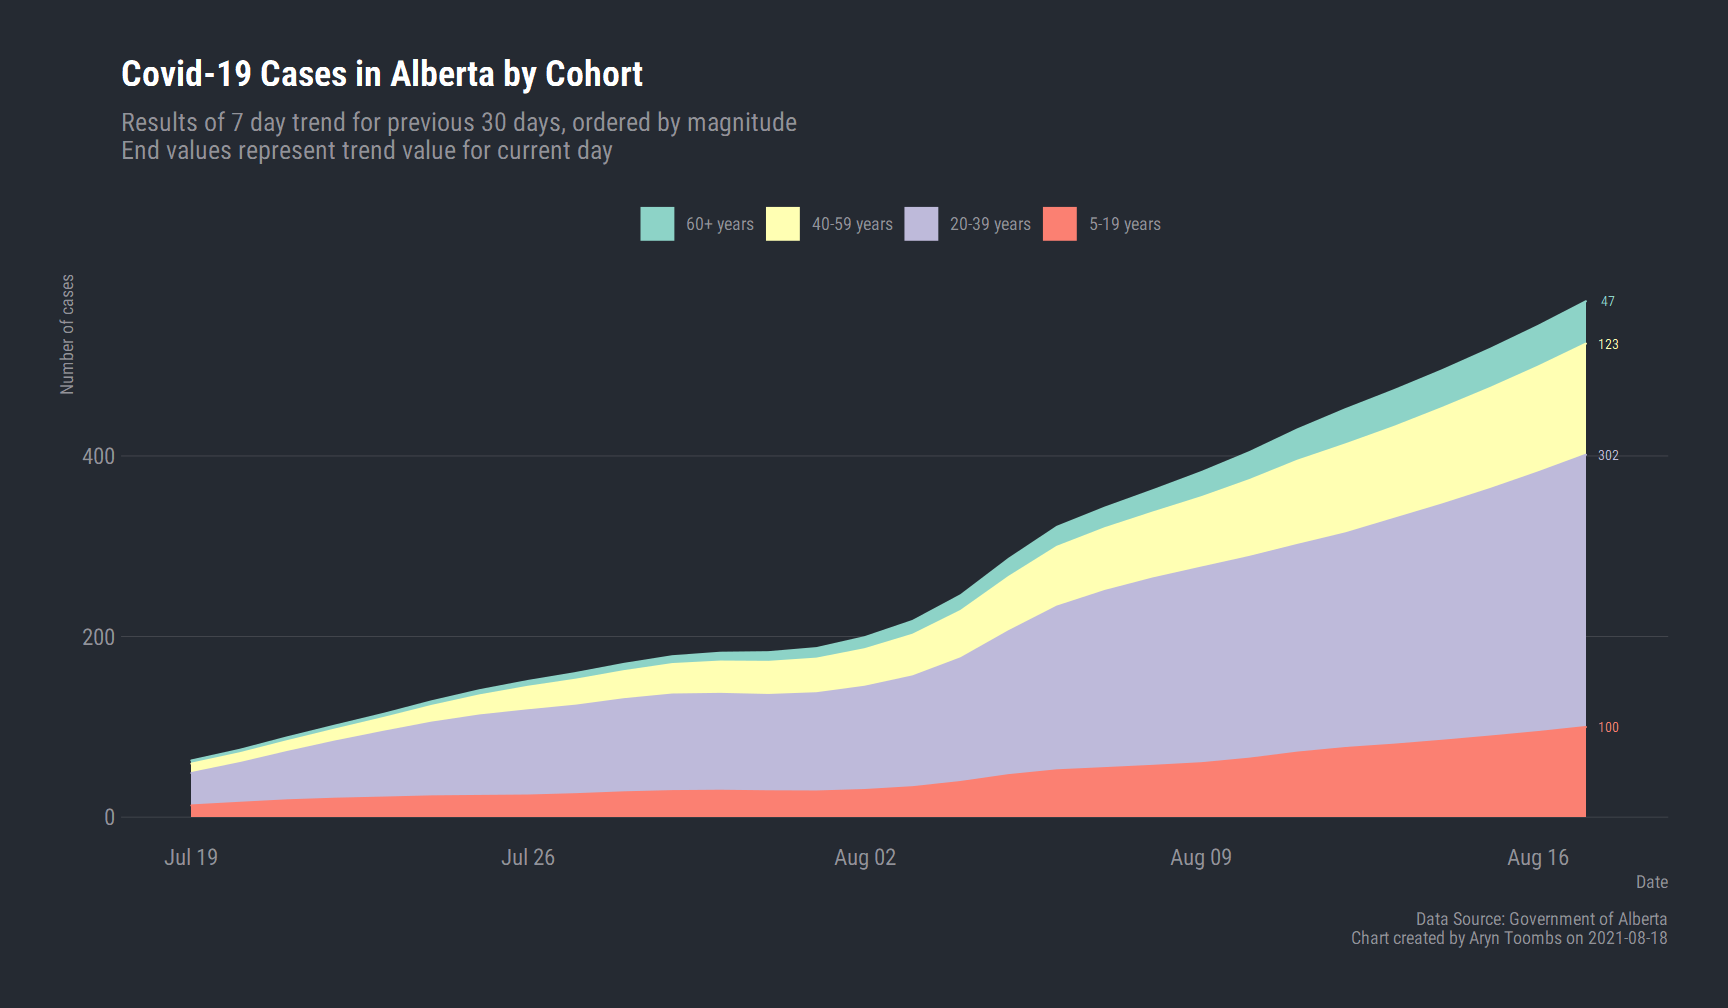 Covid-19 Cases in Alberta by Cohort
Results of 7 day trend for previous 30 days, ordered by magnitude
End values represent trend value for current day
60+ years
40-59 years
20-39 years
5-19 years
Number of cases
47
123
400
302
200
100
0
Jul 19
Jul 26
Aug 02
Aug 09
Aug 16
Date
Data Source: Government of Alberta
Chart created by Aryn Toombs on 2021-08-18